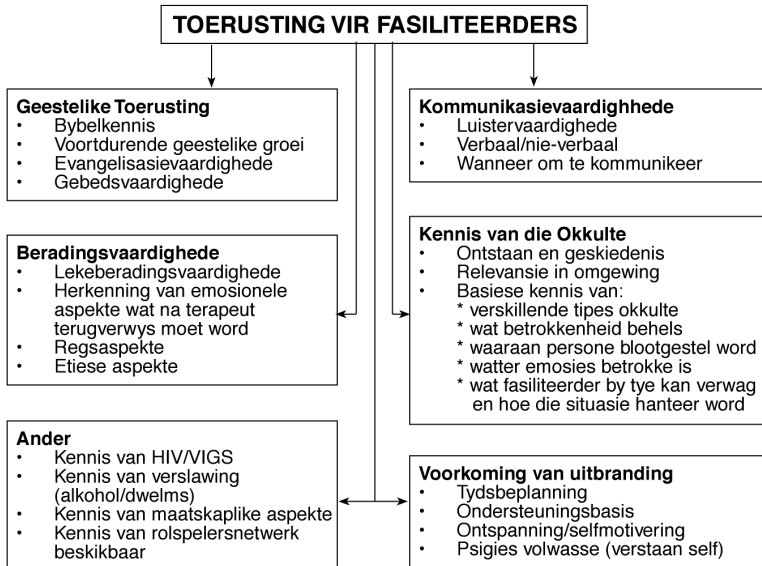 TOERUSTING VIR FASILITEERDERS
Geestelike Toerusting
• Bybelkennis
• Voortdurende geestelike groei
• Evangelisasievaardighede
• Gebedsvaardighede
Kommunikasievaardighhede
• Luistervaardighede
• Verbaal/nie-verbaal
• Wanneer om te kommunikeer
Beradingsvaardighede
• Lekeberadingsvaardighede
• Herkenning van emosionele
aspekte wat na terapeut
terugverwys moet word
• Regsaspekte
• Etiese aspekte
Kennis van die Okkulte
• Ontstaan en geskiedenis
• Relevansie in omgewing
• Basiese kennis van:
* verskillende tipes okkulte
* wat betrokkenheid behels
* waaraan persone blootgestel word
* watter emosies betrokke is
* wat fasiliteerder by tye kan verwag
en hoe die situasie hanteer word
Ander
• Kennis van HIV/VIGS
• Kennis van verslawing
(alkohol/dwelms)
• Kennis van maatskaplike aspekte
• Kennis van rolspelersnetwerk
beskikbaar
Voorkoming van uitbranding
• Tydsbeplanning
• Ondersteuningsbasis
• Ontspanning/selfmotivering
• Psigies volwasse (verstaan self)